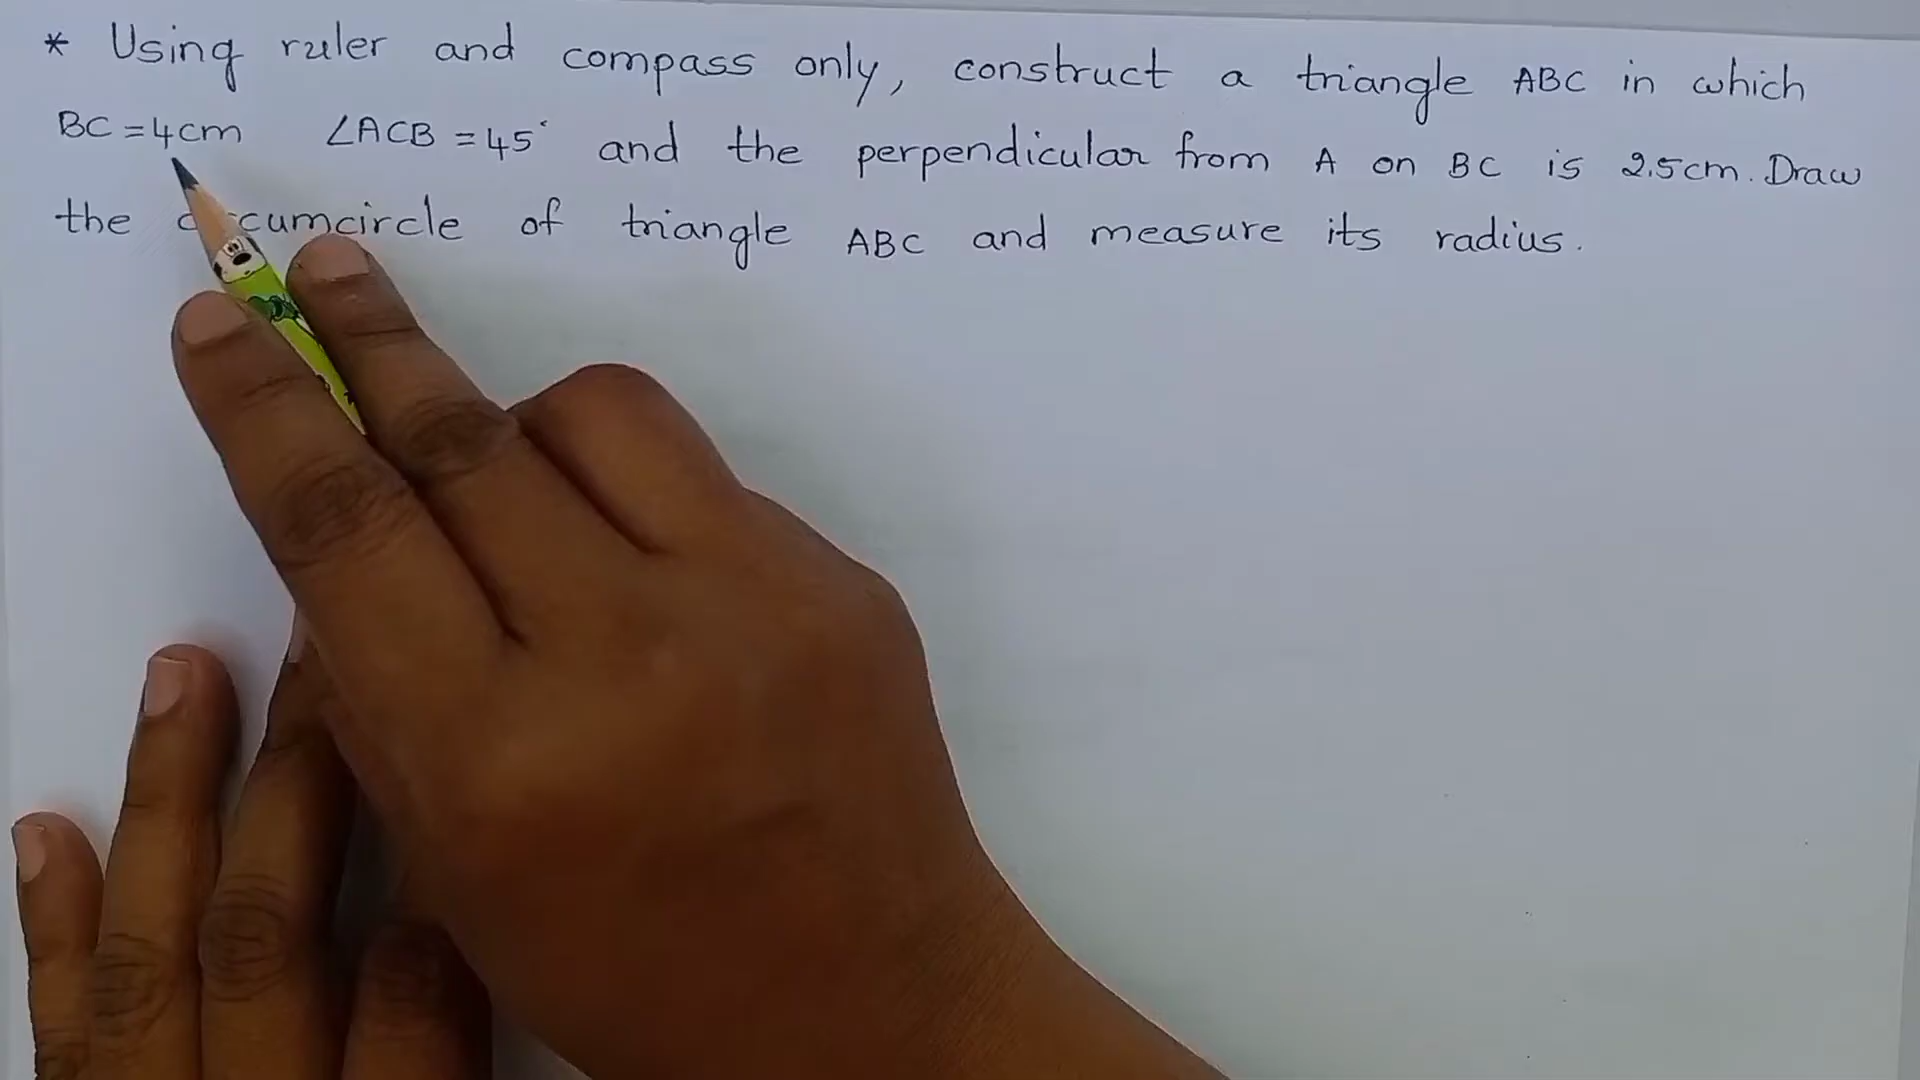 * Using ruler and compass only, construct a triangle ABC in which
BC = 4cm ∠ACB = 45° and the perpendicular from A on BC is 2.5cm. Draw
the circumcircle of triangle ABC and measure its radius.